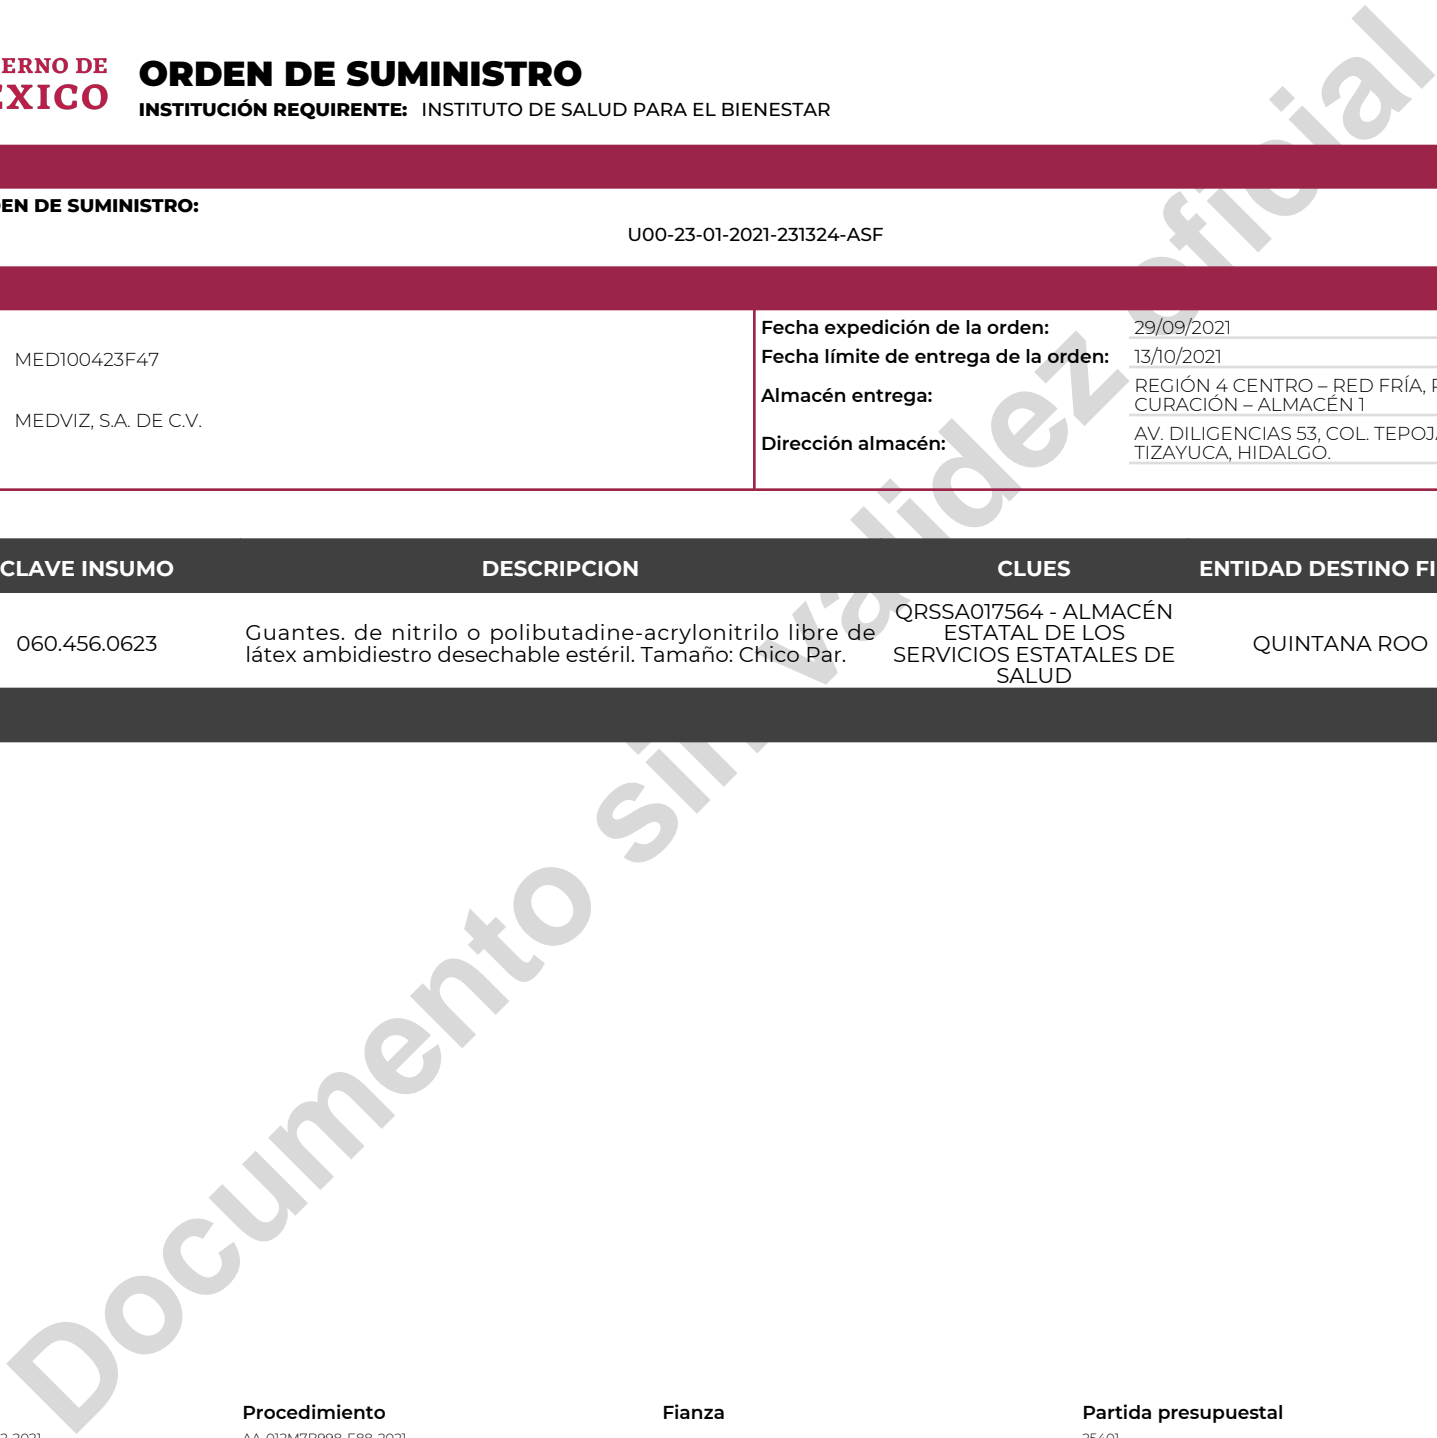 ERNO DE
ÉXICO
ORDEN DE SUMINISTRO
INSTITUCIÓN REQUIRENTE: INSTITUTO DE SALUD PARA EL BIENESTAR
EN DE SUMINISTRO:
U00-23-01-2021-231324-ASF
MED100423F47
MEDVIZ, S.A. DE C.V.
Fecha expedición de la orden: 29/09/2021
Fecha límite de entrega de la orden: 13/10/2021
Almacén entrega: REGIÓN 4 CENTRO – RED FRÍA,
CURACIÓN – ALMACÉN 1
Dirección almacén: AV. DILIGENCIAS 53, COL. TEPOJ
TIZAYUCA, HIDALGO.
CLAVE INSUMO DESCRIPCION CLUES ENTIDAD DESTINO FI
060.456.0623
Guantes. de nitrilo o polibutadine-acrylonitrilo libre de
látex ambidiestro desechable estéril. Tamaño: Chico Par.
QRSSA017564 - ALMACÉN
ESTATAL DE LOS
SERVICIOS ESTATALES DE
SALUD
QUINTANA ROO
Documento sin validez oficial
Procedimiento Fianza Partida presupuestal